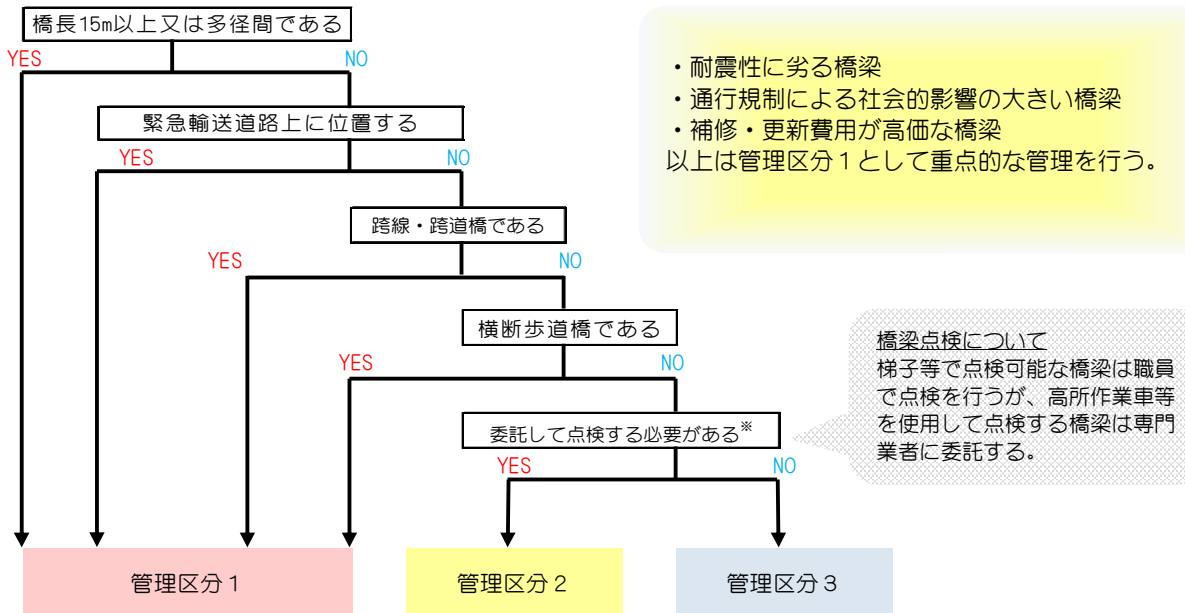 橋長15m以上又は多径間である
YES
NO
・耐震性に劣る橋梁
・通行規制による社会的影響の大きい橋梁
・補修・更新費用が高価な橋梁
以上は管理区分１として重点的な管理を行う。
緊急輸送道路上に位置する
YES
NO
跨線・跨道橋である
YES
NO
横断歩道橋である
YES
NO
橋梁点検について
梯子等で点検可能な橋梁は職員
で点検を行うが、高所作業車等
を使用して点検する橋梁は専門
業者に委託する。
委託して点検する必要がある※
YES
NO
管理区分１
管理区分２
管理区分３